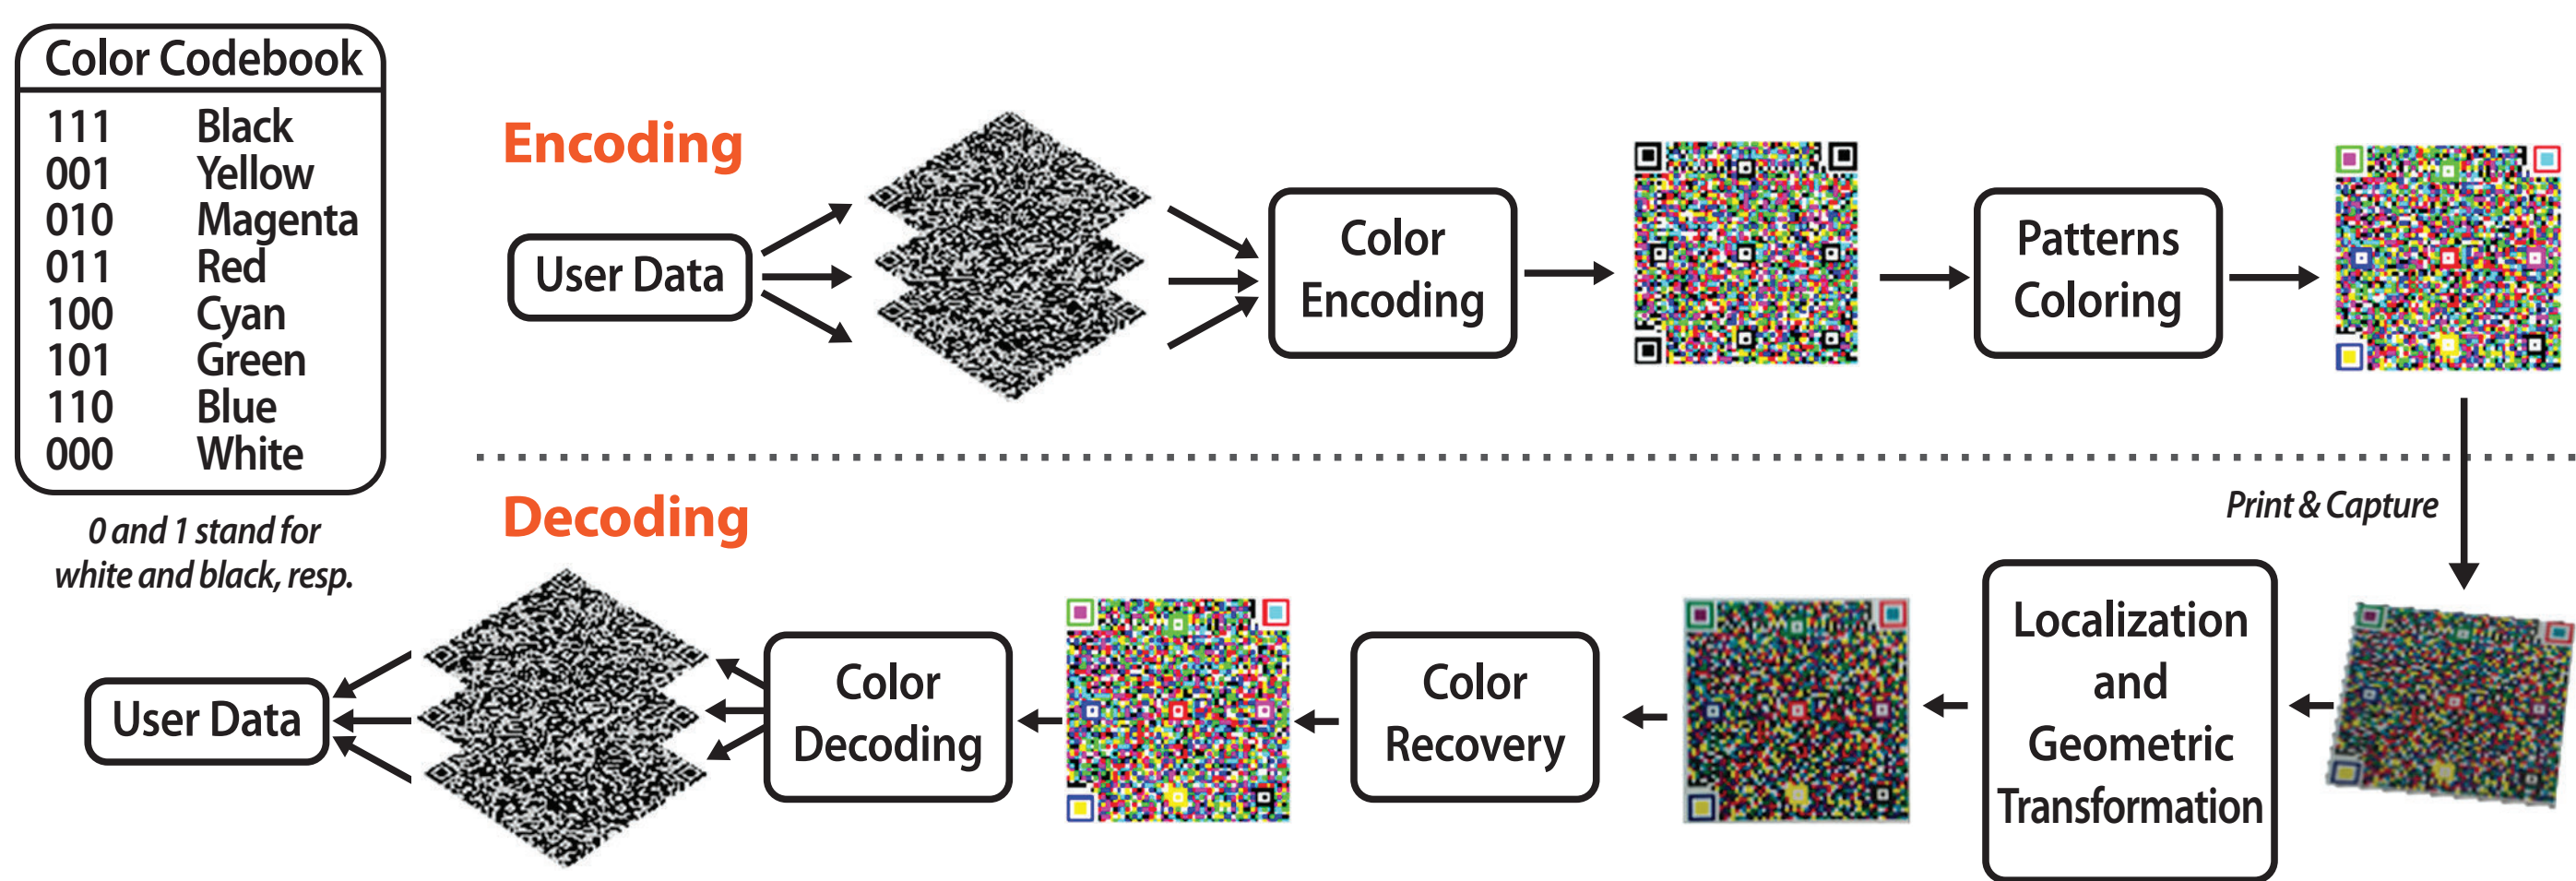 Color Codebook
111 Black
001 Yellow
010 Magenta
011 Red
100 Cyan
101 Green
110 Blue
000 White
0 and 1 stand for
white and black, resp.
Encoding
User Data
Color
Encoding
Patterns
Coloring
Print & Capture
Decoding
Localization
and
Geometric
Transformation
Color
Recovery
Color
Decoding
User Data